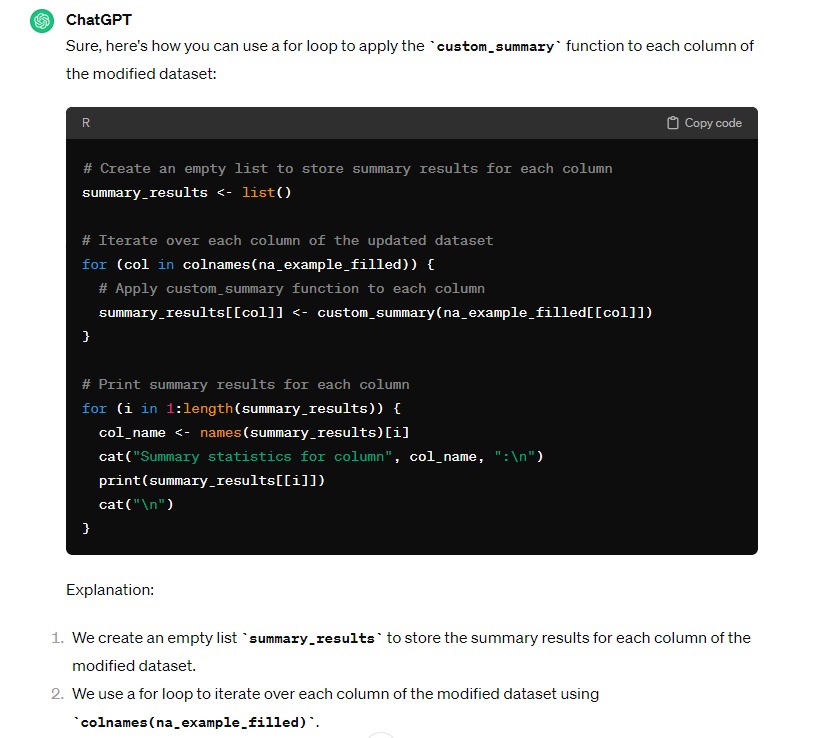 ChatGPT
Sure, here's how you can use a for loop to apply the `custom_summary` function to each column of
the modified dataset:
R
Copy code
# Create an empty list to store summary results for each column
summary_results <- list()
# Iterate over each column of the updated dataset
for (col in colnames(na_example_filled)) {
  # Apply custom_summary function to each column
  summary_results[[col]] <- custom_summary(na_example_filled[[col]])
}
# Print summary results for each column
for (i in 1:length(summary_results)) {
  col_name <- names(summary_results)[i]
  cat("Summary statistics for column", col_name, ":\n")
  print(summary_results[[i]])
  cat("\n")
}
Explanation:
1. We create an empty list `summary_results` to store the summary results for each column of the
modified dataset.
2. We use a for loop to iterate over each column of the modified dataset using
`colnames(na_example_filled)`.